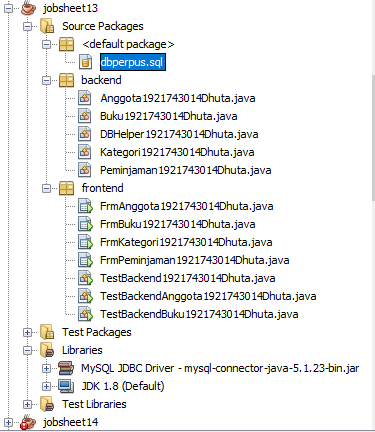 jobsheet13
Source Packages
<default package>
dbperpus.sql
backend
Anggota1921743014Dhuta.java
Buku1921743014Dhuta.java
DBHelper1921743014Dhuta.java
Kategori1921743014Dhuta.java
Peminjaman1921743014Dhuta.java
frontend
FrmAnggota1921743014Dhuta.java
FrmBuku1921743014Dhuta.java
FrmKategori1921743014Dhuta.java
FrmPeminjaman1921743014Dhuta.java
TestBackend1921743014Dhuta.java
TestBackendAnggota1921743014Dhuta.java
TestBackendBuku1921743014Dhuta.java
Test Packages
Libraries
MySQL JDBC Driver - mysql-connector-java-5.1.23-bin.jar
JDK 1.8 (Default)
Test Libraries
jobsheet14